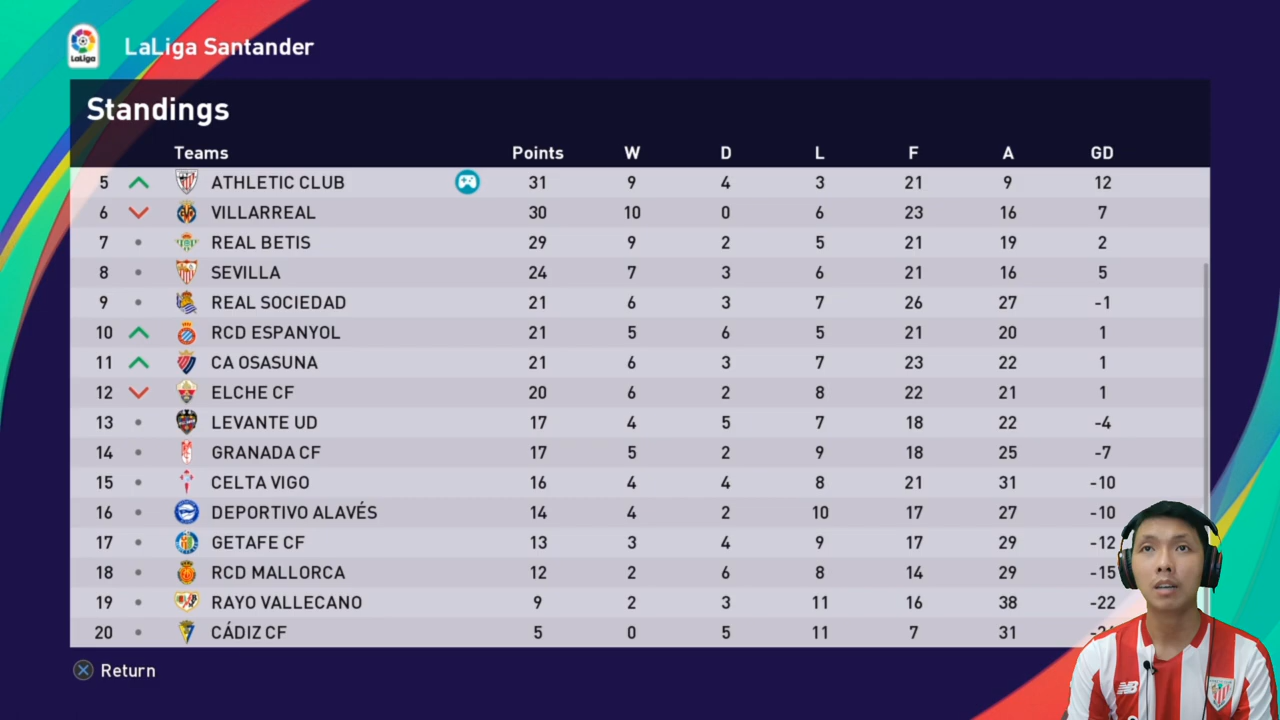 LaLiga
LaLiga Santander
Standings
Teams Points W D L F A GD
5 ATHLETIC CLUB 31 9 4 3 21 9 12
6 VILLARREAL 30 10 0 6 23 16 7
7 REAL BETIS 29 9 2 5 21 19 2
8 SEVILLA 24 7 3 6 21 16 5
9 REAL SOCIEDAD 21 6 3 7 26 27 -1
10 RCD ESPANYOL 21 5 6 5 21 20 1
11 CA OSASUNA 21 6 3 7 23 22 1
12 ELCHE CF 20 6 2 8 22 21 1
13 LEVANTE UD 17 4 5 7 18 22 -4
14 GRANADA CF 17 5 2 9 18 25 -7
15 CELTA VIGO 16 4 4 8 21 31 -10
16 DEPORTIVO ALAVÉS 14 4 2 10 17 27 -10
17 GETAFE CF 13 3 4 9 17 29 -12
18 RCD MALLORCA 12 2 6 8 14 29 -15
19 RAYO VALLECANO 9 2 3 11 16 38 -22
20 CÁDIZ CF 5 0 5 11 7 31
Return
NB